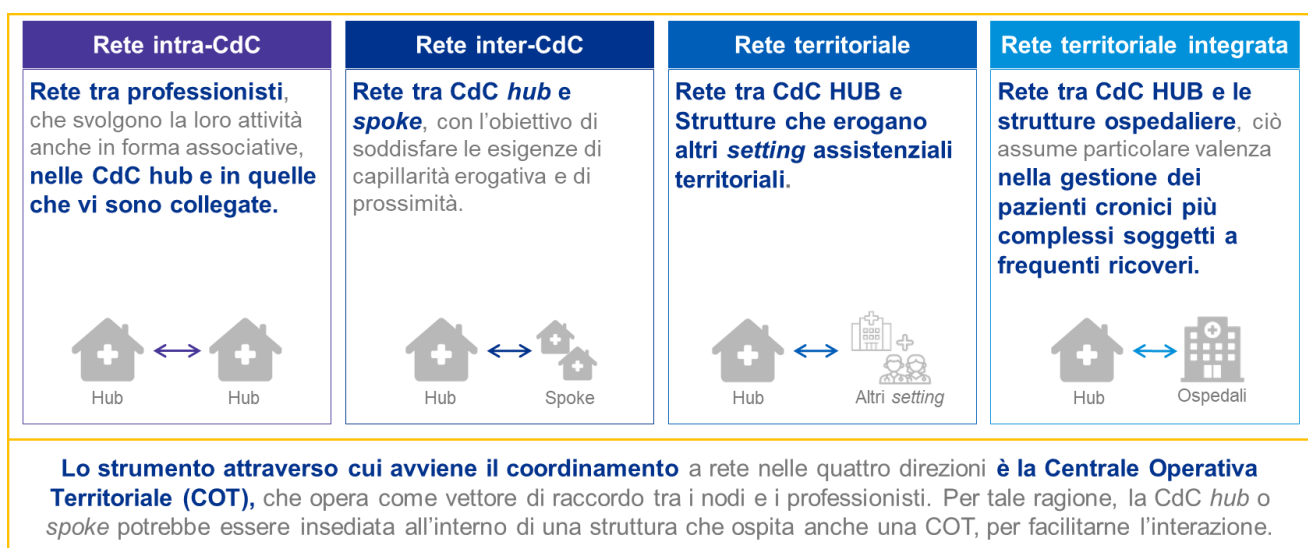 Rete intra-CdC
Rete tra professionisti,
che svolgono la loro attività
anche in forma associative,
nelle CdC hub e in quelle
che vi sono collegate.
Hub
Hub
Rete inter-CdC
Rete tra CdC hub e
spoke, con l’obiettivo di
soddisfare le esigenze di
capillarità erogativa e di
prossimità.
Hub
Spoke
Rete territoriale
Rete tra CdC HUB e
Strutture che erogano
altri setting assistenziali
territoriali.
Hub
Altri setting
Rete territoriale integrata
Rete tra CdC HUB e le
strutture ospedaliere, ciò
assume particolare valenza
nella gestione dei
pazienti cronici più
complessi soggetti a
frequenti ricoveri.
Hub
Ospedali
Lo strumento attraverso cui avviene il coordinamento a rete nelle quattro direzioni è la Centrale Operativa
Territoriale (COT), che opera come vettore di raccordo tra i nodi e i professionisti. Per tale ragione, la CdC hub o
spoke potrebbe essere insediata all’interno di una struttura che ospita anche una COT, per facilitarne l’interazione.